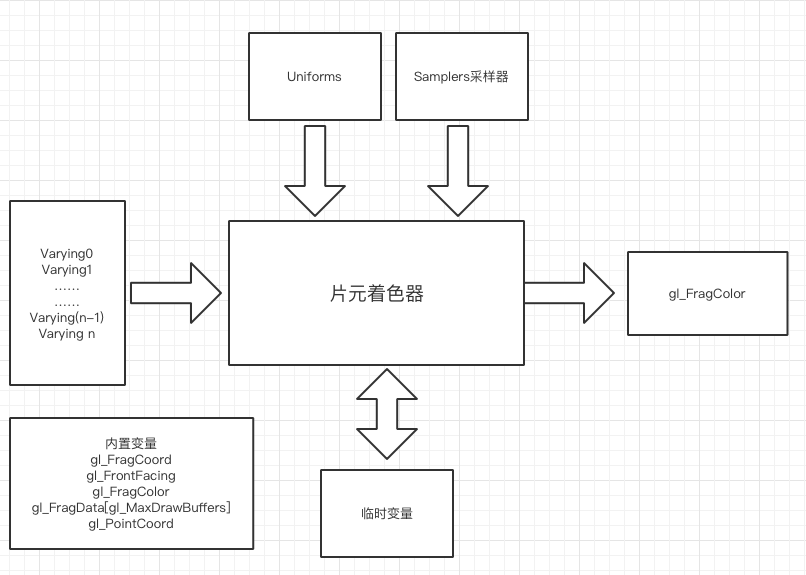 Uniforms
Samplers采样器
Varying0
Varying1
……
……
Varying(n-1)
Varying n
片元着色器
gl_FragColor
内置变量
gl_FragCoord
gl_FrontFacing
gl_FragColor
gl_FragData[gl_MaxDrawBuffers]
gl_PointCoord
临时变量